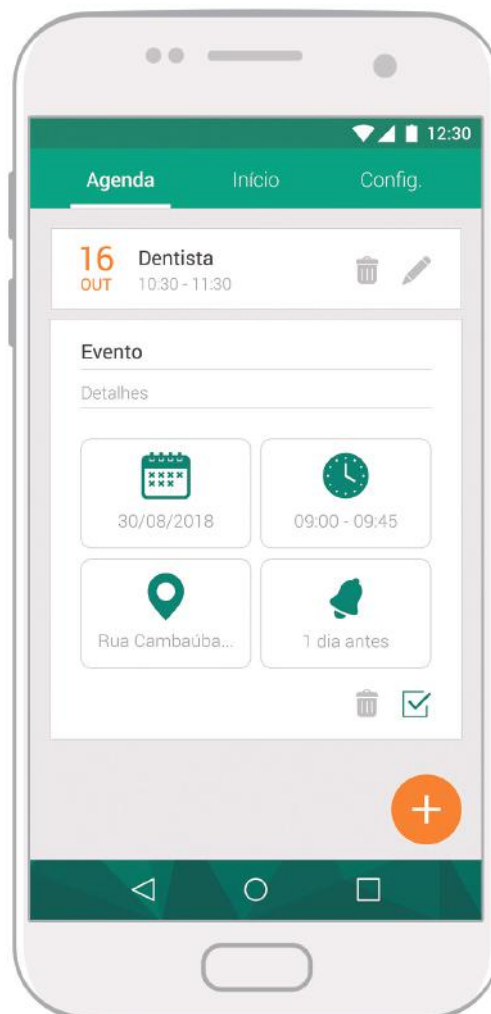 12:30
Agenda Início Config.
16 Dentista
OUT 10:30 - 11:30
Evento
Detalhes
30/08/2018 09:00 - 09:45
Rua Cambaúba... 1 dia antes